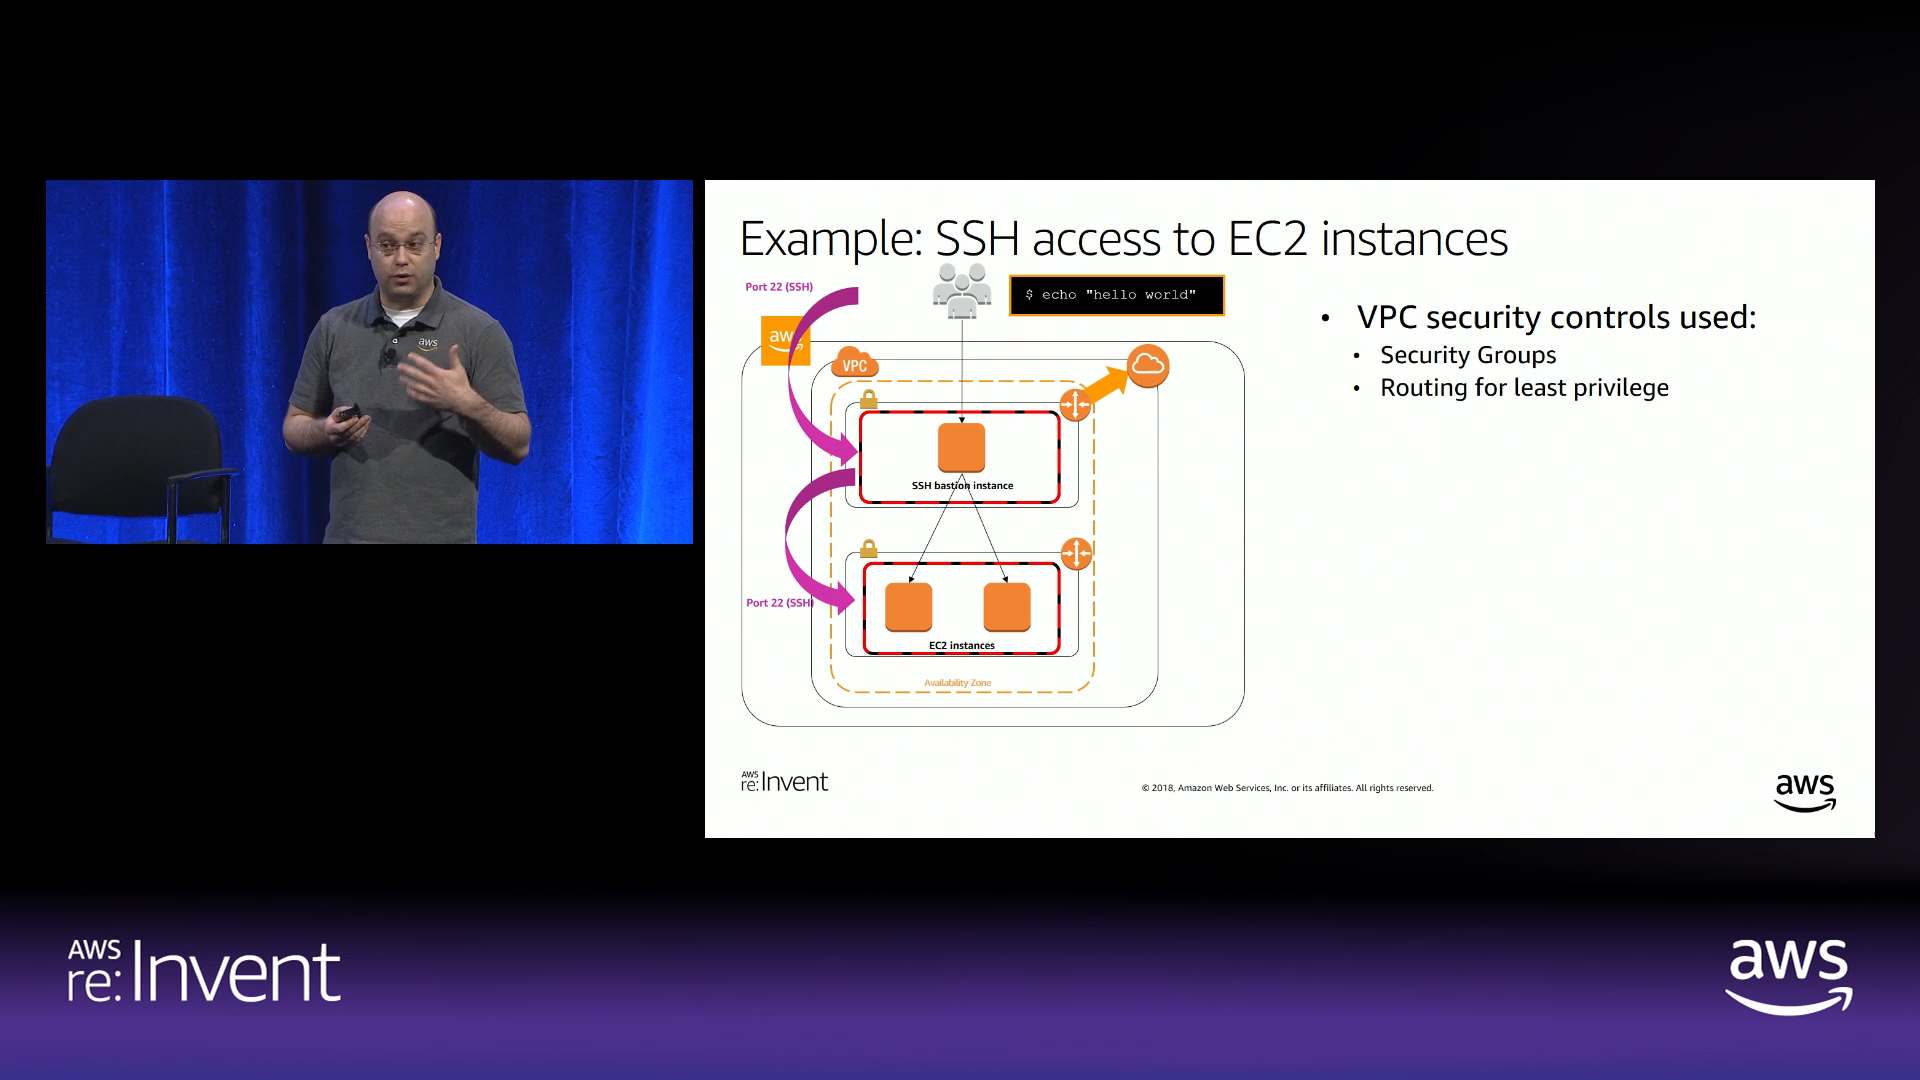 Example: SSH access to EC2 instances
Port 22 (SSH)
$ echo "hello world"
aws
VPC
SSH bastion instance
Port 22 (SSH)
EC2 instances
Availability Zone
• VPC security controls used:
• Security Groups
• Routing for least privilege
AWS
re:Invent
© 2018, Amazon Web Services, Inc. or its affiliates. All rights reserved.
aws
aws
AWS
re:Invent
aws